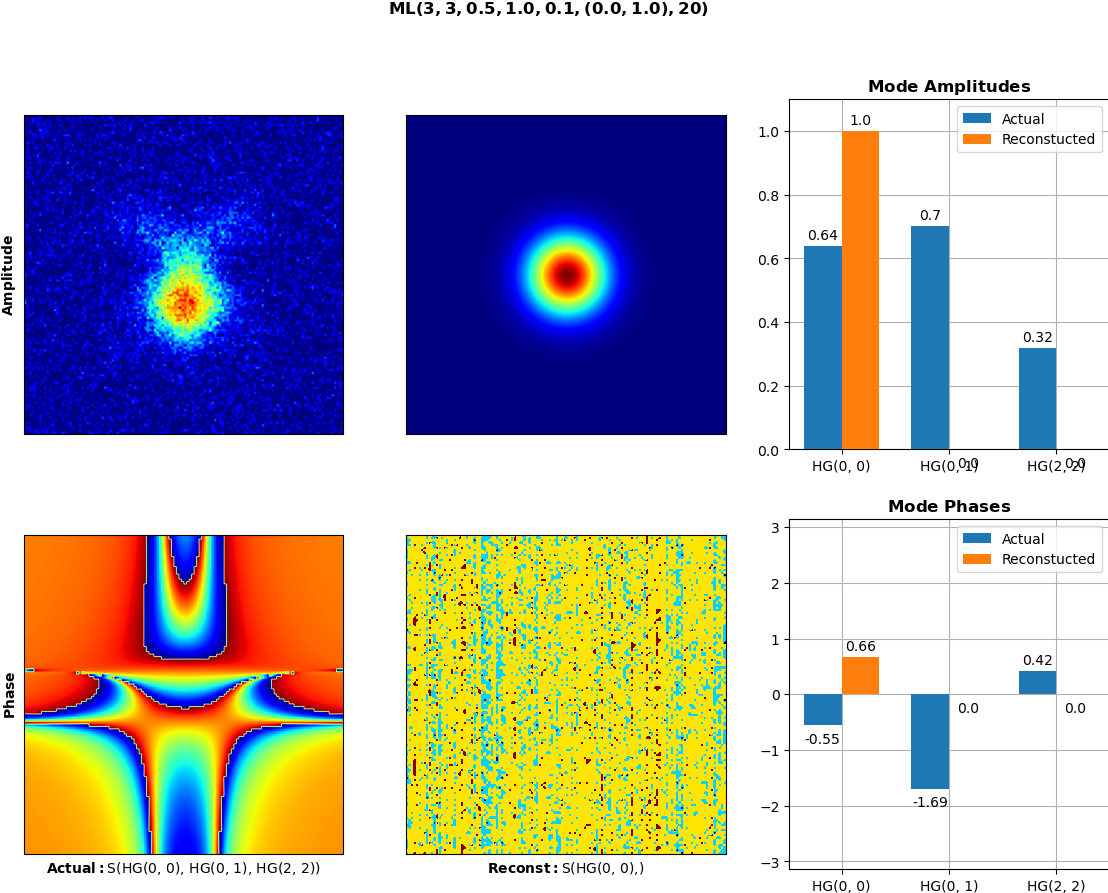 ML(3, 3, 0.5, 1.0, 0.1, (0.0, 1.0), 20)
Amplitude
Mode Amplitudes
Actual
Reconstucted
1.0
0.8
0.6
0.4
0.2
0.0
0.64
1.0
0.7
0.0
0.32
0.0
HG(0, 0)
HG(0, 1)
HG(2, 2)
Phase
Actual: S(HG(0, 0), HG(0, 1), HG(2, 2))
Reconst: S(HG(0, 0),)
Mode Phases
Actual
Reconstucted
3
2
1
0
−1
−2
−3
-0.55
0.66
-1.69
0.0
0.42
0.0
HG(0, 0)
HG(0, 1)
HG(2, 2)